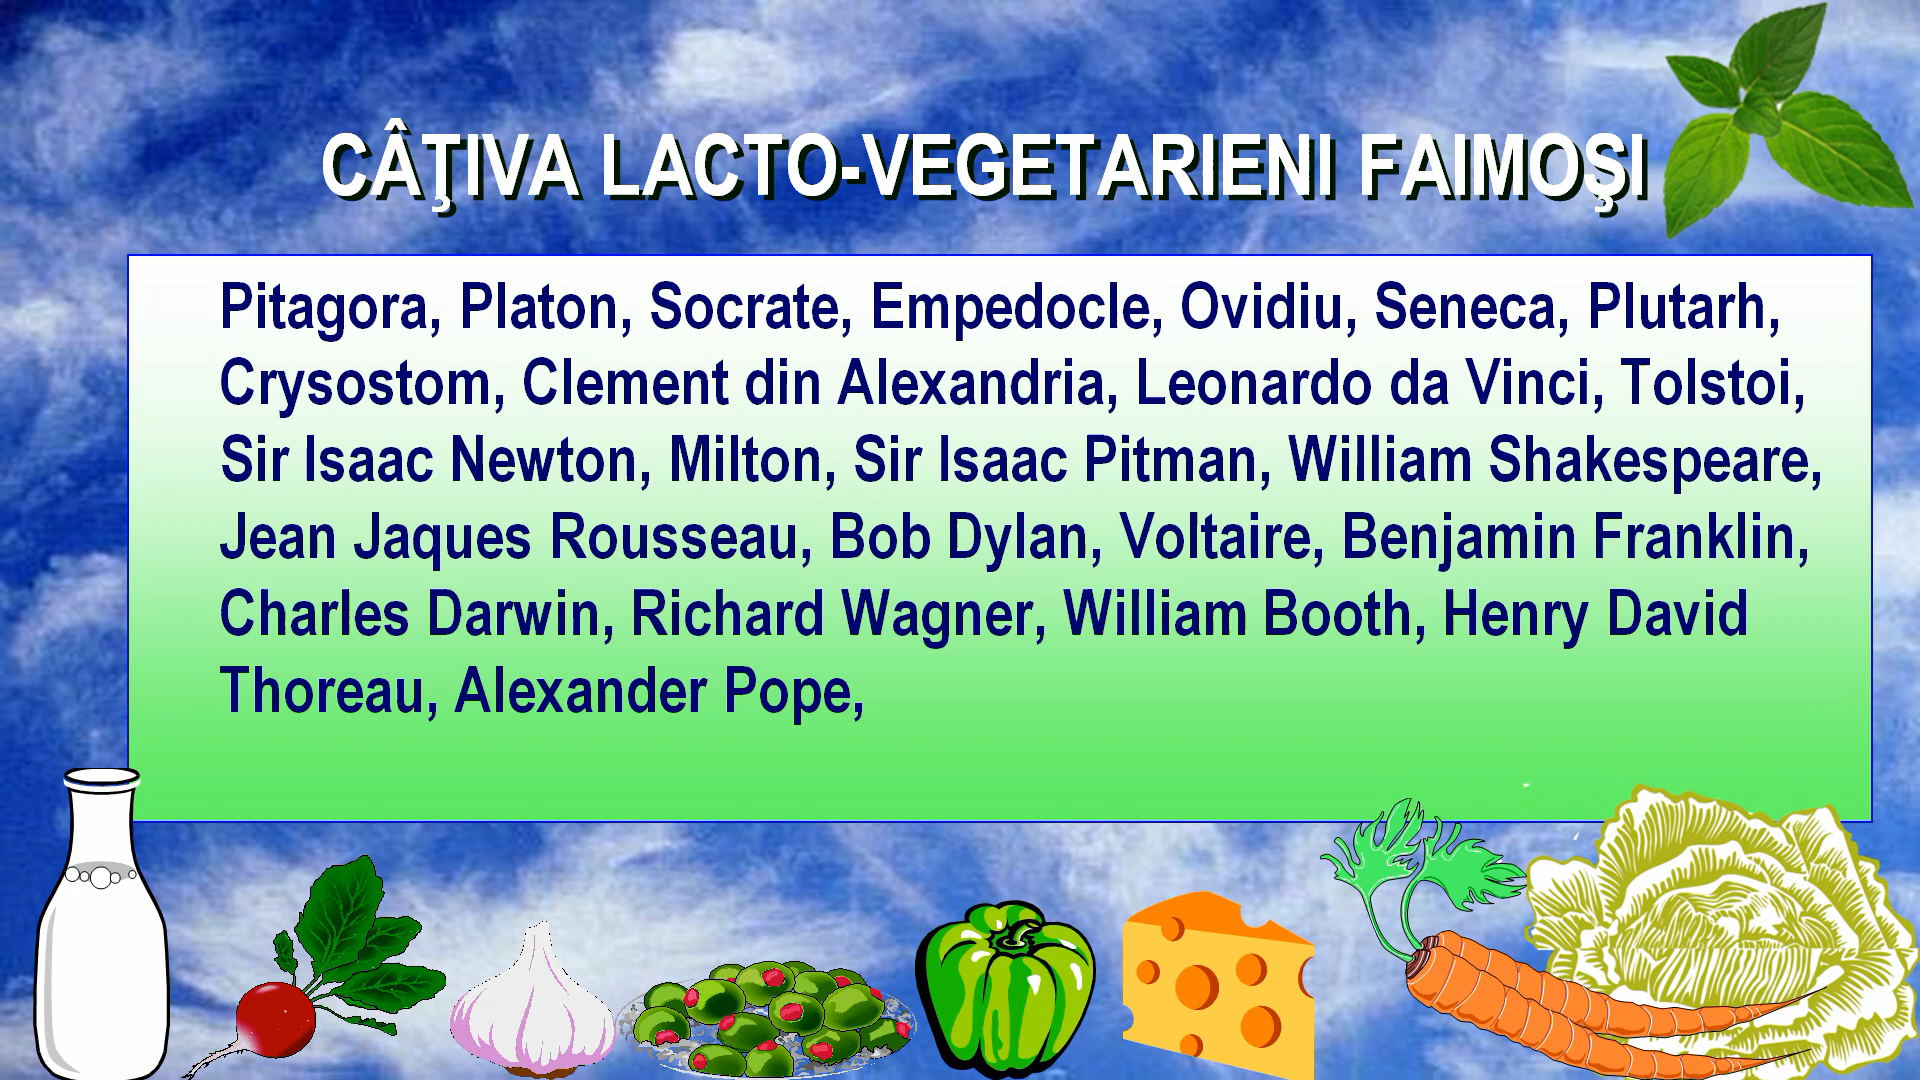 CÂŢIVA LACTO-VEGETARIENI FAIMOŞI
Pitagora, Platon, Socrate, Empedocle, Ovidiu, Seneca, Plutarh,
Crysostom, Clement din Alexandria, Leonardo da Vinci, Tolstoi,
Sir Isaac Newton, Milton, Sir Isaac Pitman, William Shakespeare,
Jean Jaques Rousseau, Bob Dylan, Voltaire, Benjamin Franklin,
Charles Darwin, Richard Wagner, William Booth, Henry David
Thoreau, Alexander Pope,